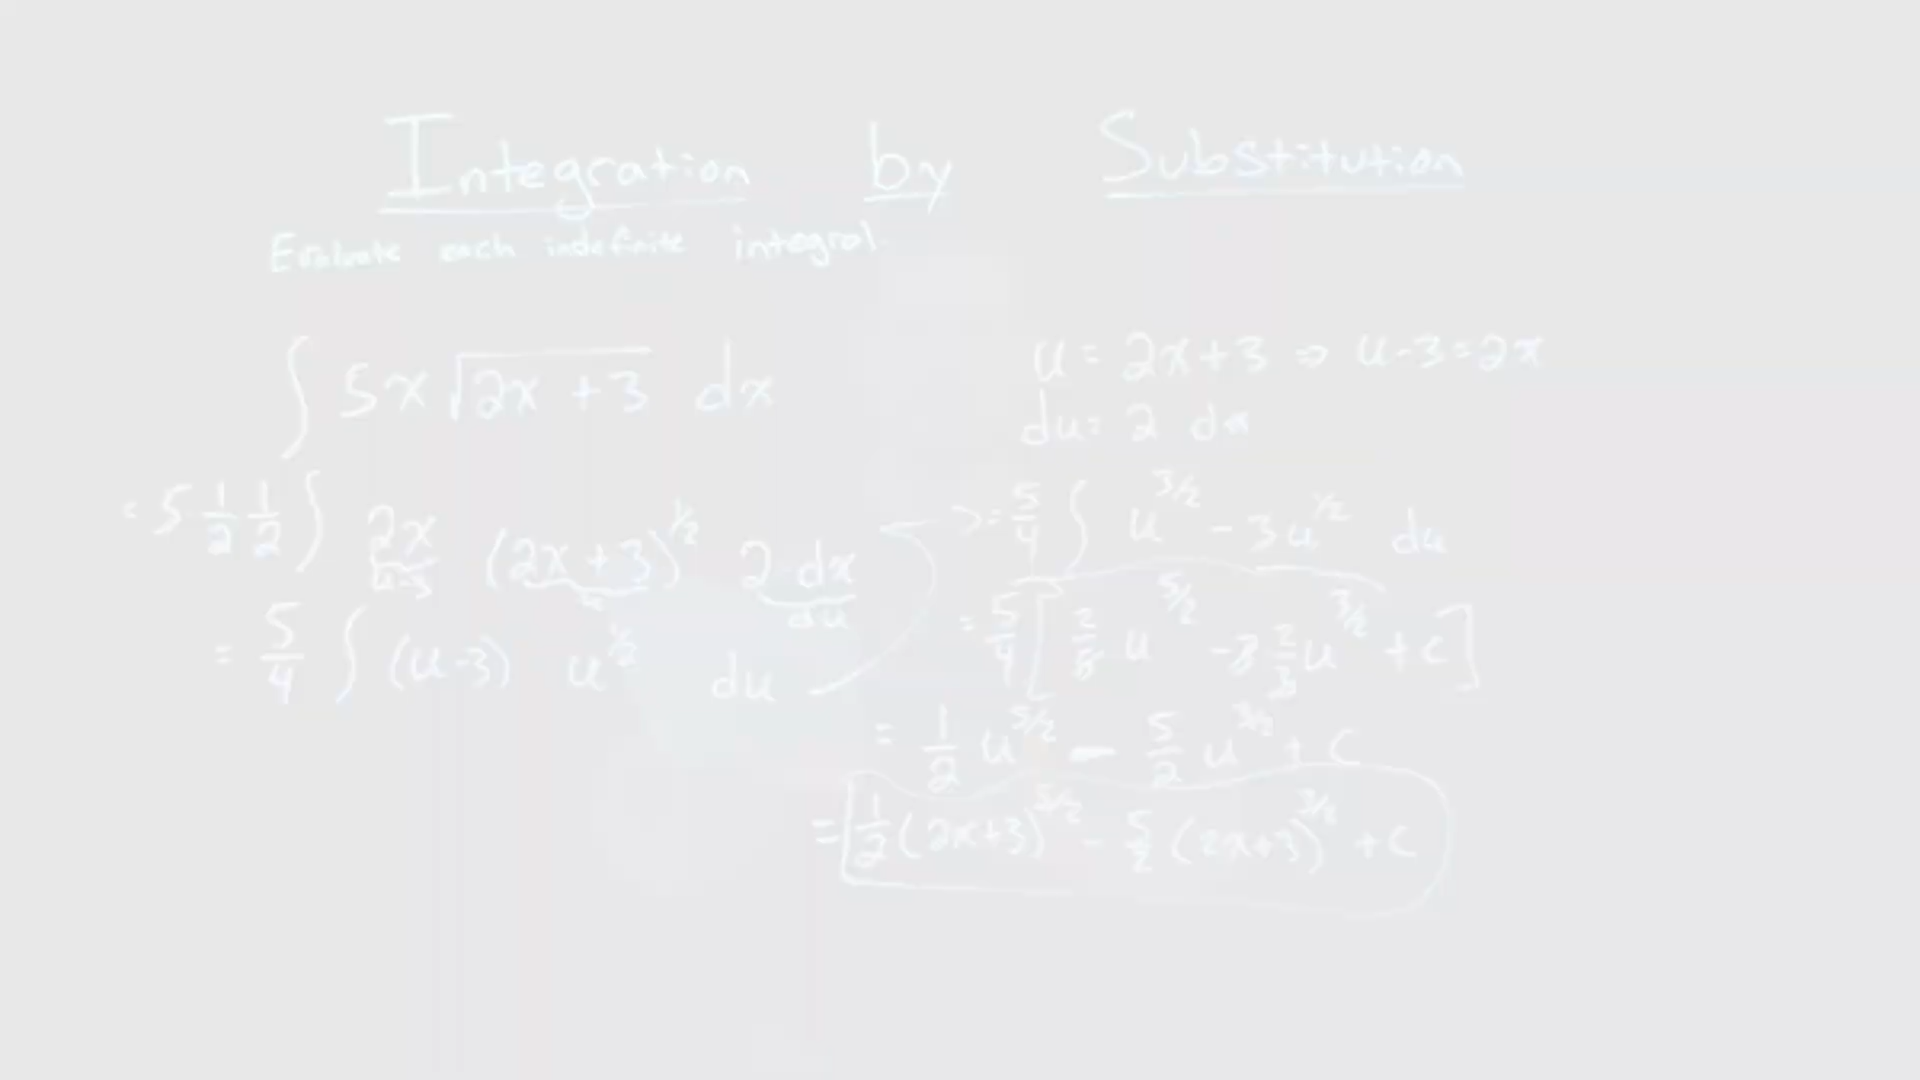 Integration by Substitution
Evaluate each indefinite integral.
∫ 5x √(2x + 3) dx
= 5 1/2 1/2 ∫ 2x (2x + 3)^1/2 2 dx
u-3 u du
= 5/4 ∫ (u-3) u^1/2 du
u = 2x+3 ⇒ u-3=2x
du = 2 dx
= 5/4 ∫ u^3/2 - 3u^1/2 du
= 5/4 [ 2/5 u^5/2 - 3 2/3 u^3/2 + C ]
= 1/2 u^5/2 - 5/2 u^3/2 + C
= 1/2 (2x+3)^5/2 - 5/2 (2x+3)^3/2 + C